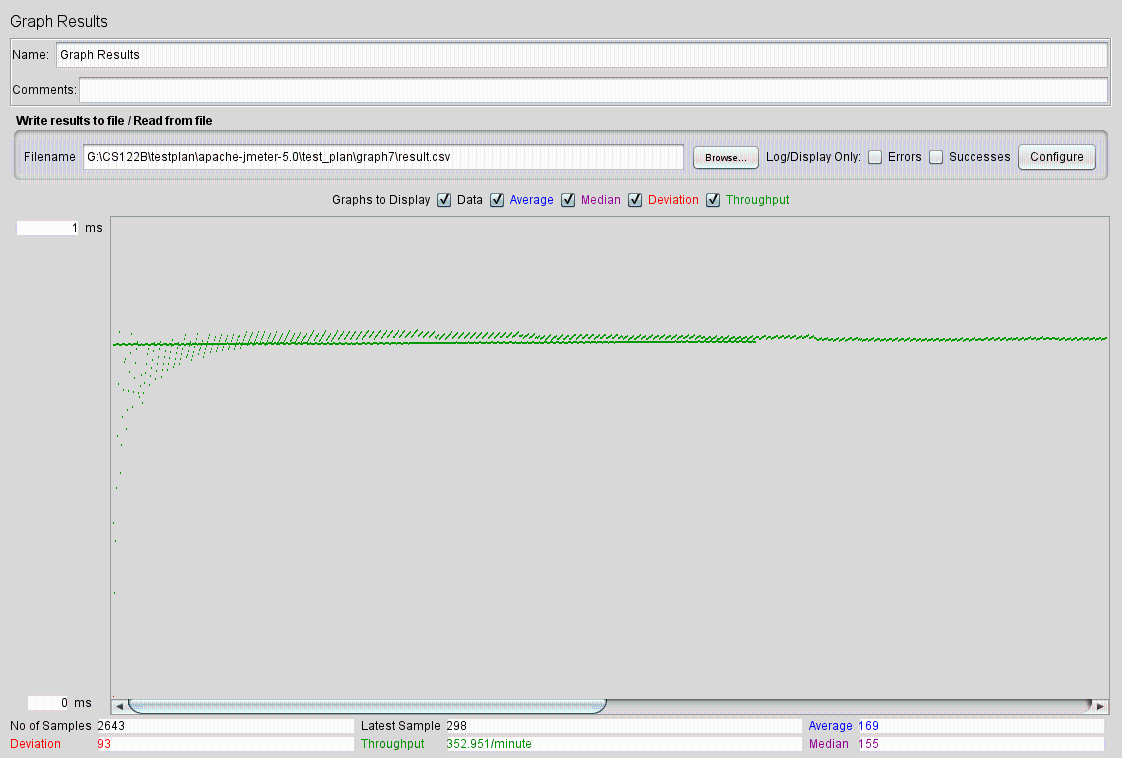 Graph Results
Name: Graph Results
Comments:
Write results to file / Read from file
Filename G:\CS122B\testplan\apache-jmeter-5.0\test_plan\graph7\result.csv Browse... Log/Display Only: Errors Successes Configure
Graphs to Display Data Average Median Deviation Throughput
1 ms
0 ms
No of Samples 2643 Latest Sample 298 Average 169
Deviation 93 Throughput 352.951/minute Median 155